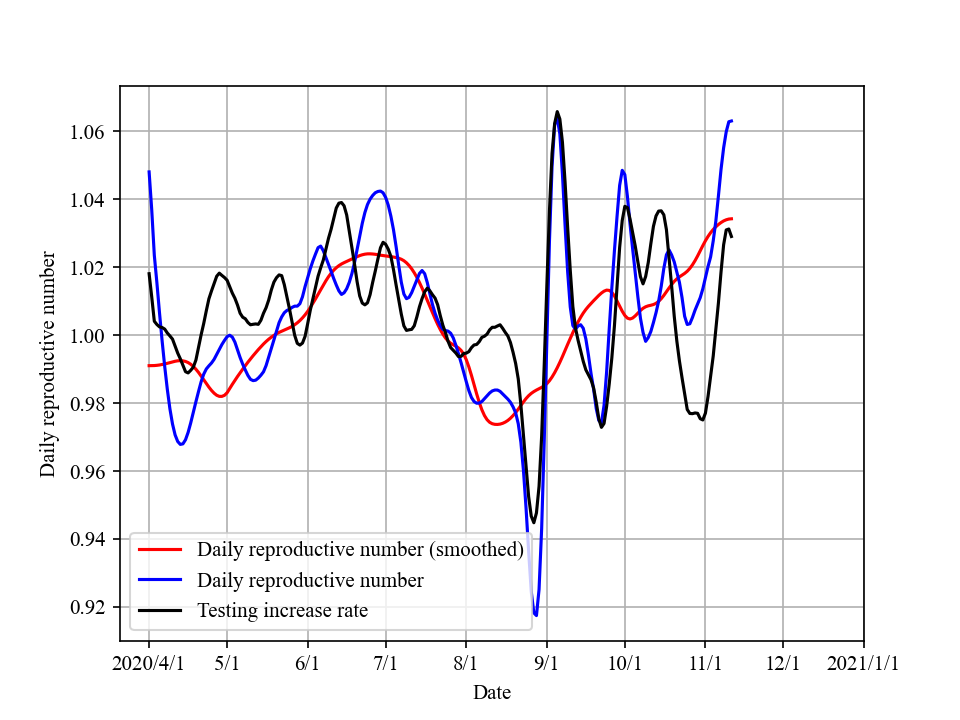 1.06
1.04
1.02
1.00
0.98
0.96
0.94
0.92
Daily reproductive number
Daily reproductive number (smoothed)
Daily reproductive number
Testing increase rate
2020/4/1 5/1 6/1 7/1 8/1 9/1 10/1 11/1 12/1 2021/1/1
Date